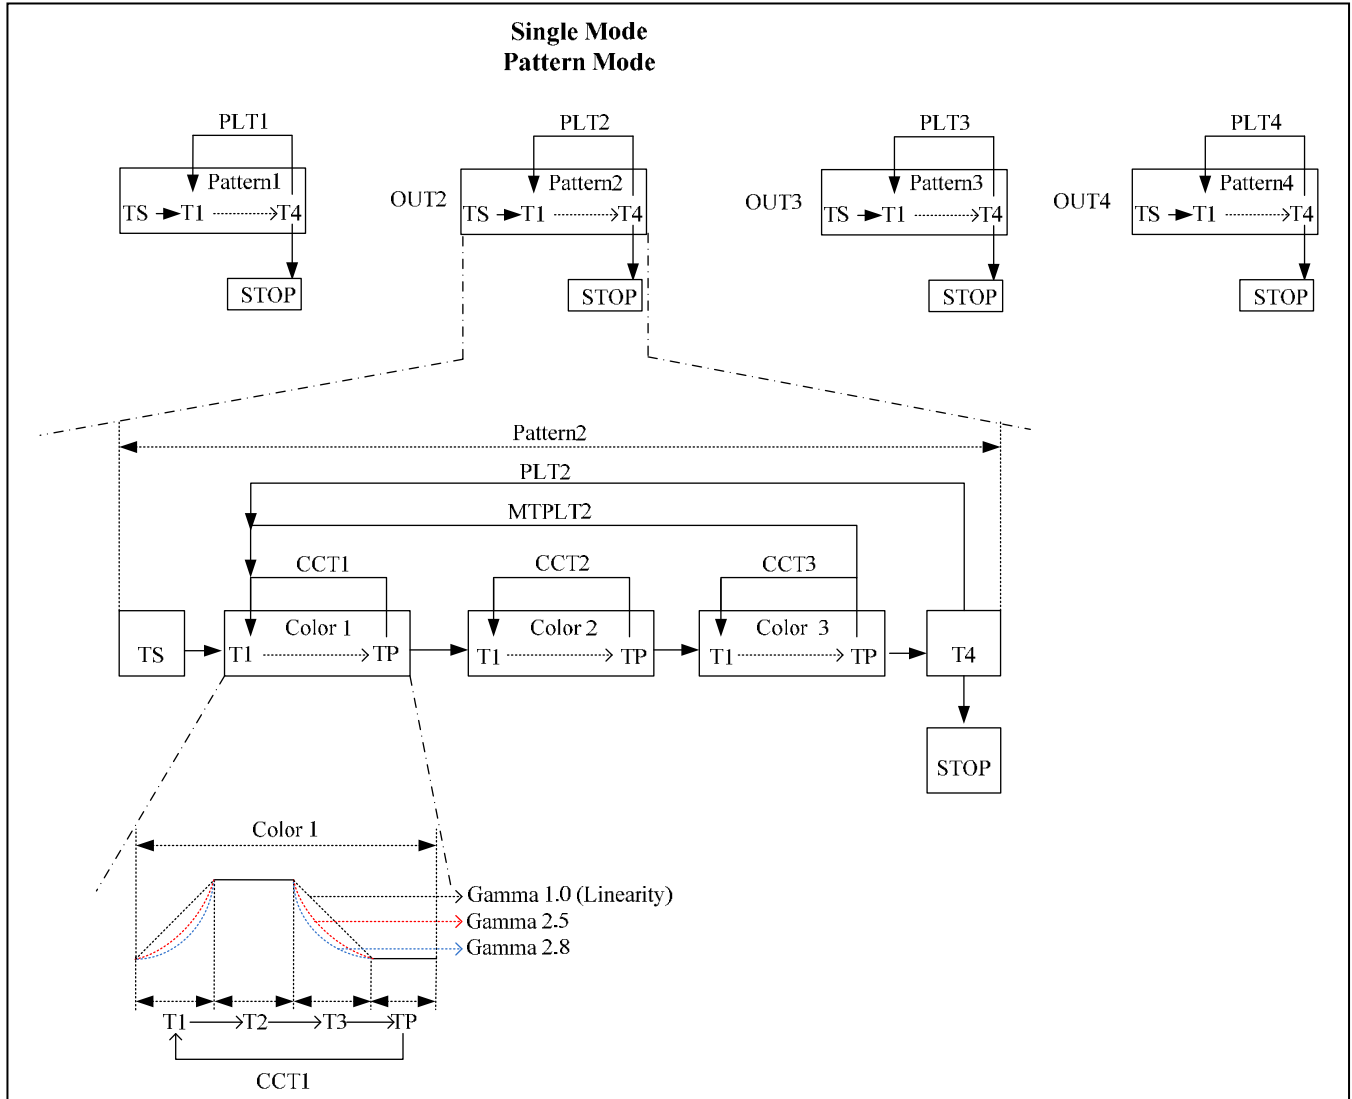 Single Mode
Pattern Mode
PLT1
PLT2
PLT3
PLT4
Pattern1
TS T1 T4
STOP
OUT2
Pattern2
TS T1 T4
STOP
OUT3
Pattern3
TS T1 T4
STOP
OUT4
Pattern4
TS T1 T4
STOP
Pattern2
PLT2
MTPLT2
CCT1
CCT2
CCT3
TS
Color 1
T1 TP
Color 2
T1 TP
Color 3
T1 TP
T4
STOP
Color 1
Gamma 1.0 (Linearity)
Gamma 2.5
Gamma 2.8
T1 T2 T3 TP
CCT1